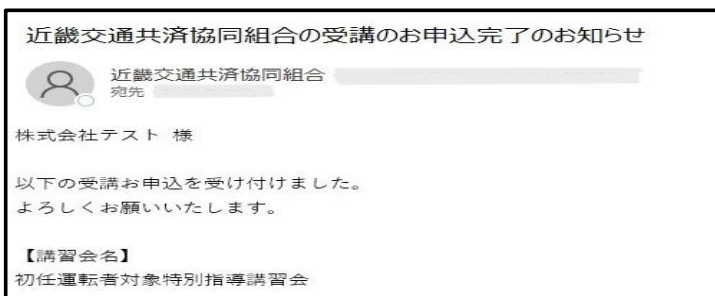 近畿交通共済協同組合の受講のお申込完了のお知らせ
近畿交通共済協同組合
宛先
株式会社テスト 様
以下の受講お申込を受け付けました。
よろしくお願いいたします。
【講習会名】
初任運転者対象特別指導講習会